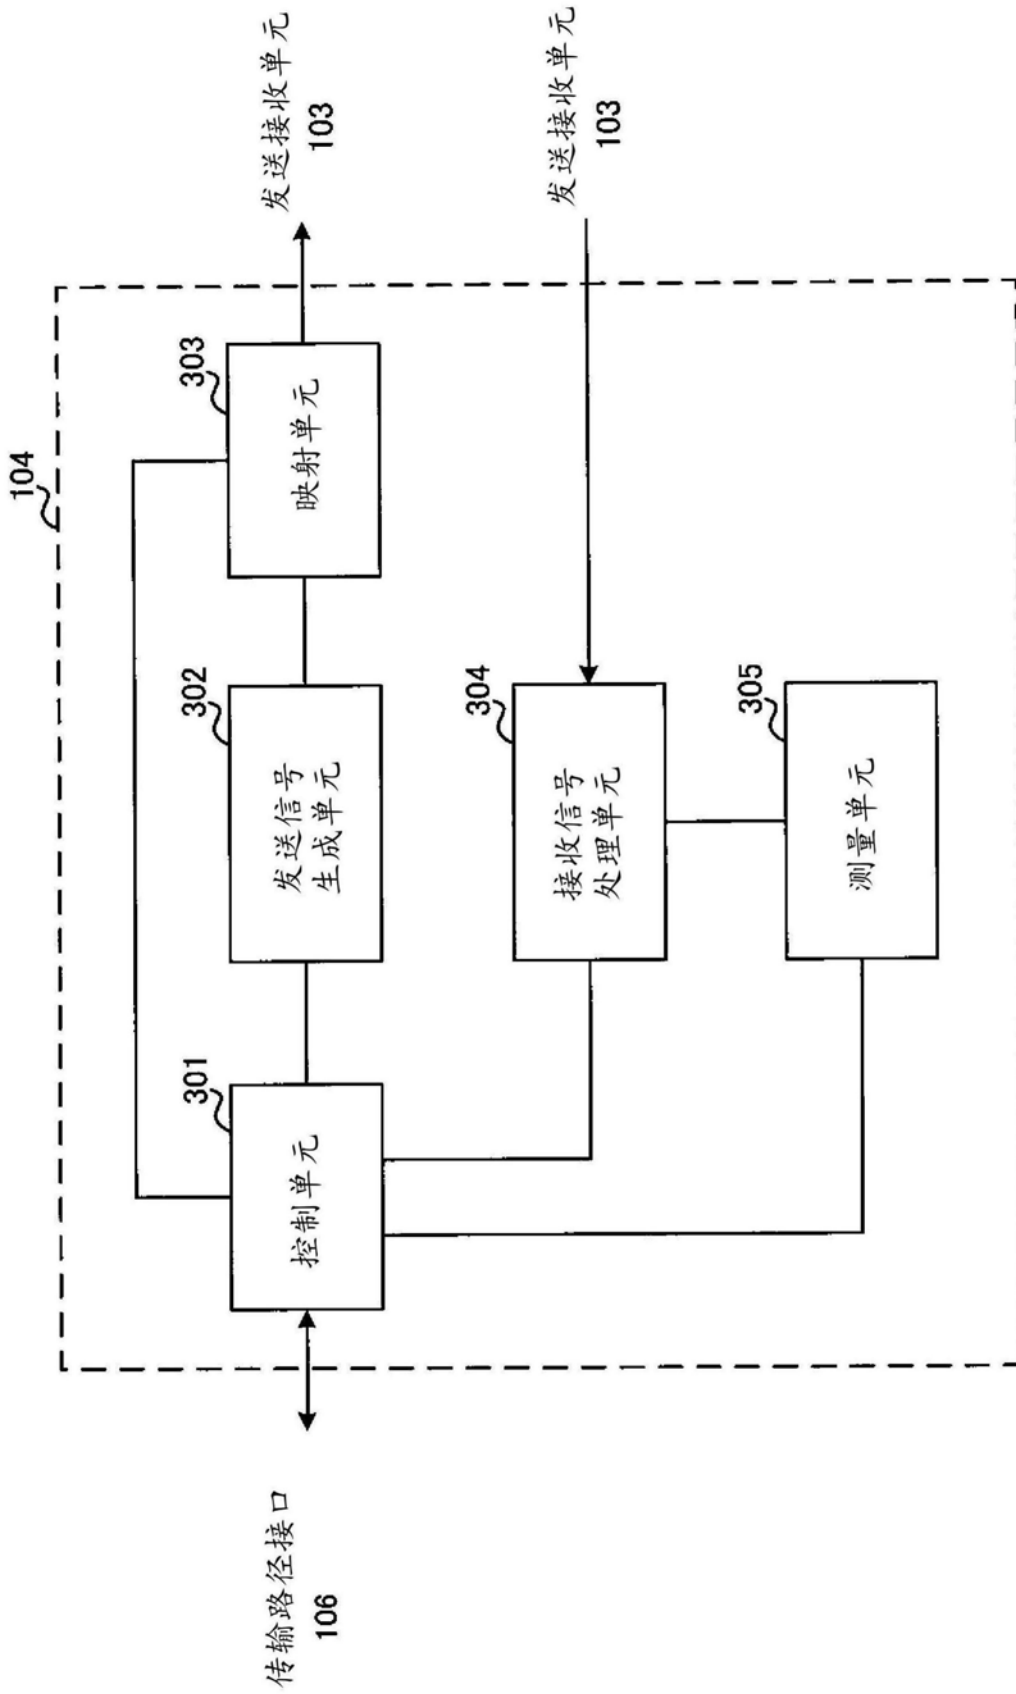 104
301
控制单元
302
发送信号
生成单元
303
映射单元
发送接收单元
103
传输路径接口
106
304
接收信号
处理单元
发送接收单元
103
305
测量单元